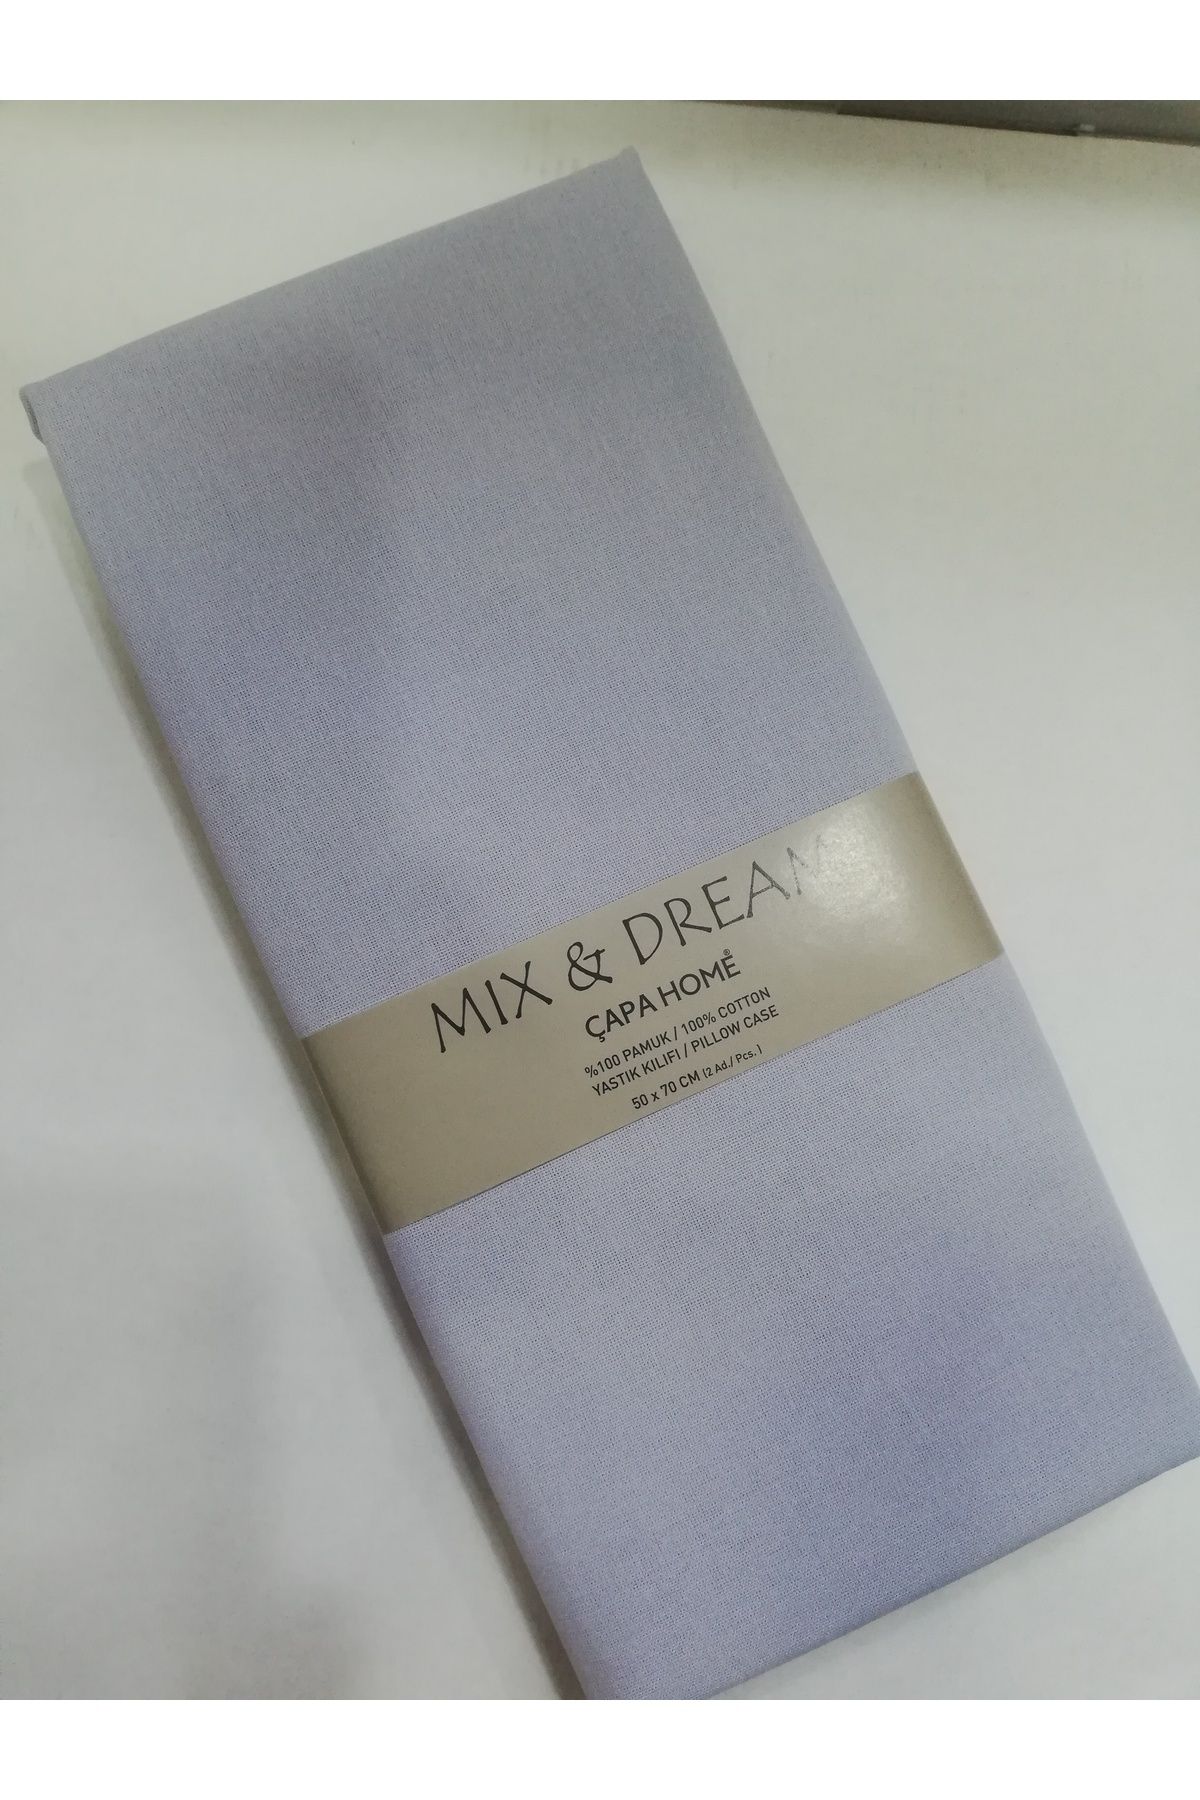 MIX & DREAM
ÇAPA HOME®
%100 PAMUK / 100% COTTON
YASTIK KILIFI / PILLOW CASE
50 x 70 CM (2 Ad./ Pcs.)